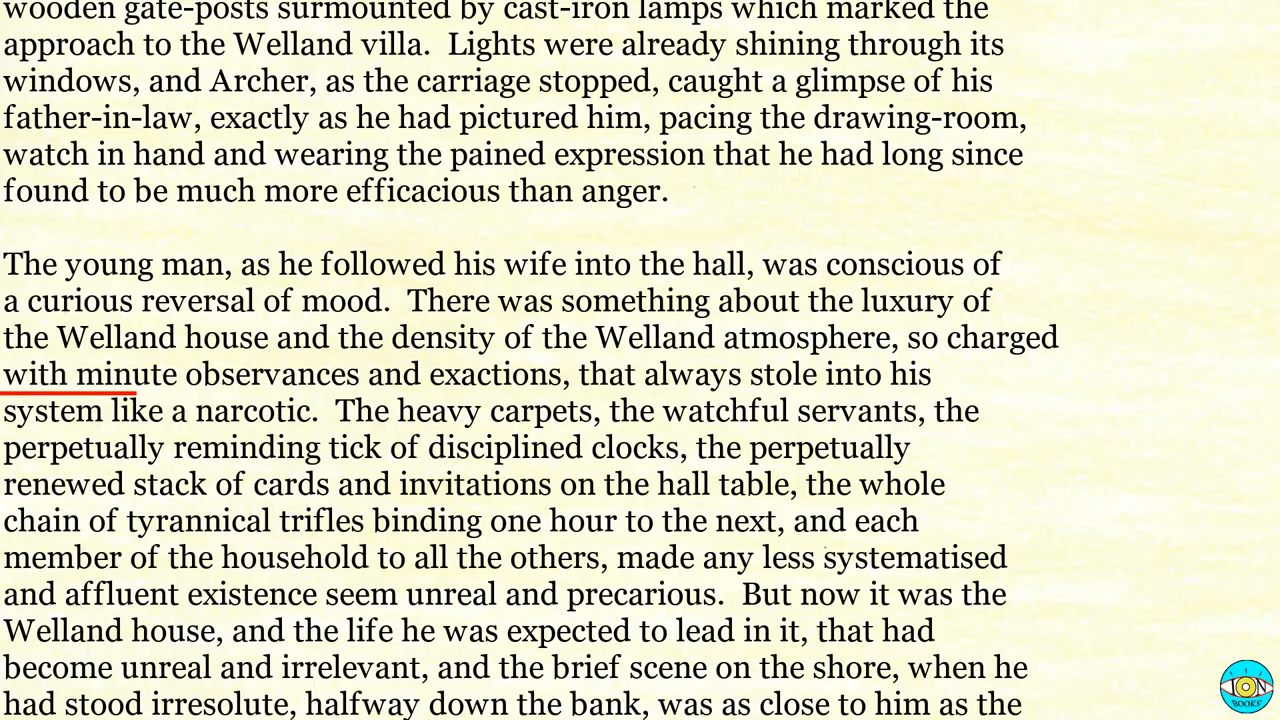 wooden gate-posts surmounted by cast-iron lamps which marked the
approach to the Welland villa.  Lights were already shining through its
windows, and Archer, as the carriage stopped, caught a glimpse of his
father-in-law, exactly as he had pictured him, pacing the drawing-room,
watch in hand and wearing the pained expression that he had long since
found to be much more efficacious than anger.
The young man, as he followed his wife into the hall, was conscious of
a curious reversal of mood.  There was something about the luxury of
the Welland house and the density of the Welland atmosphere, so charged
with minute observances and exactions, that always stole into his
system like a narcotic.  The heavy carpets, the watchful servants, the
perpetually reminding tick of disciplined clocks, the perpetually
renewed stack of cards and invitations on the hall table, the whole
chain of tyrannical trifles binding one hour to the next, and each
member of the household to all the others, made any less systematised
and affluent existence seem unreal and precarious.  But now it was the
Welland house, and the life he was expected to lead in it, that had
become unreal and irrelevant, and the brief scene on the shore, when he
had stood irresolute, halfway down the bank, was as close to him as the
ION
BOOKS